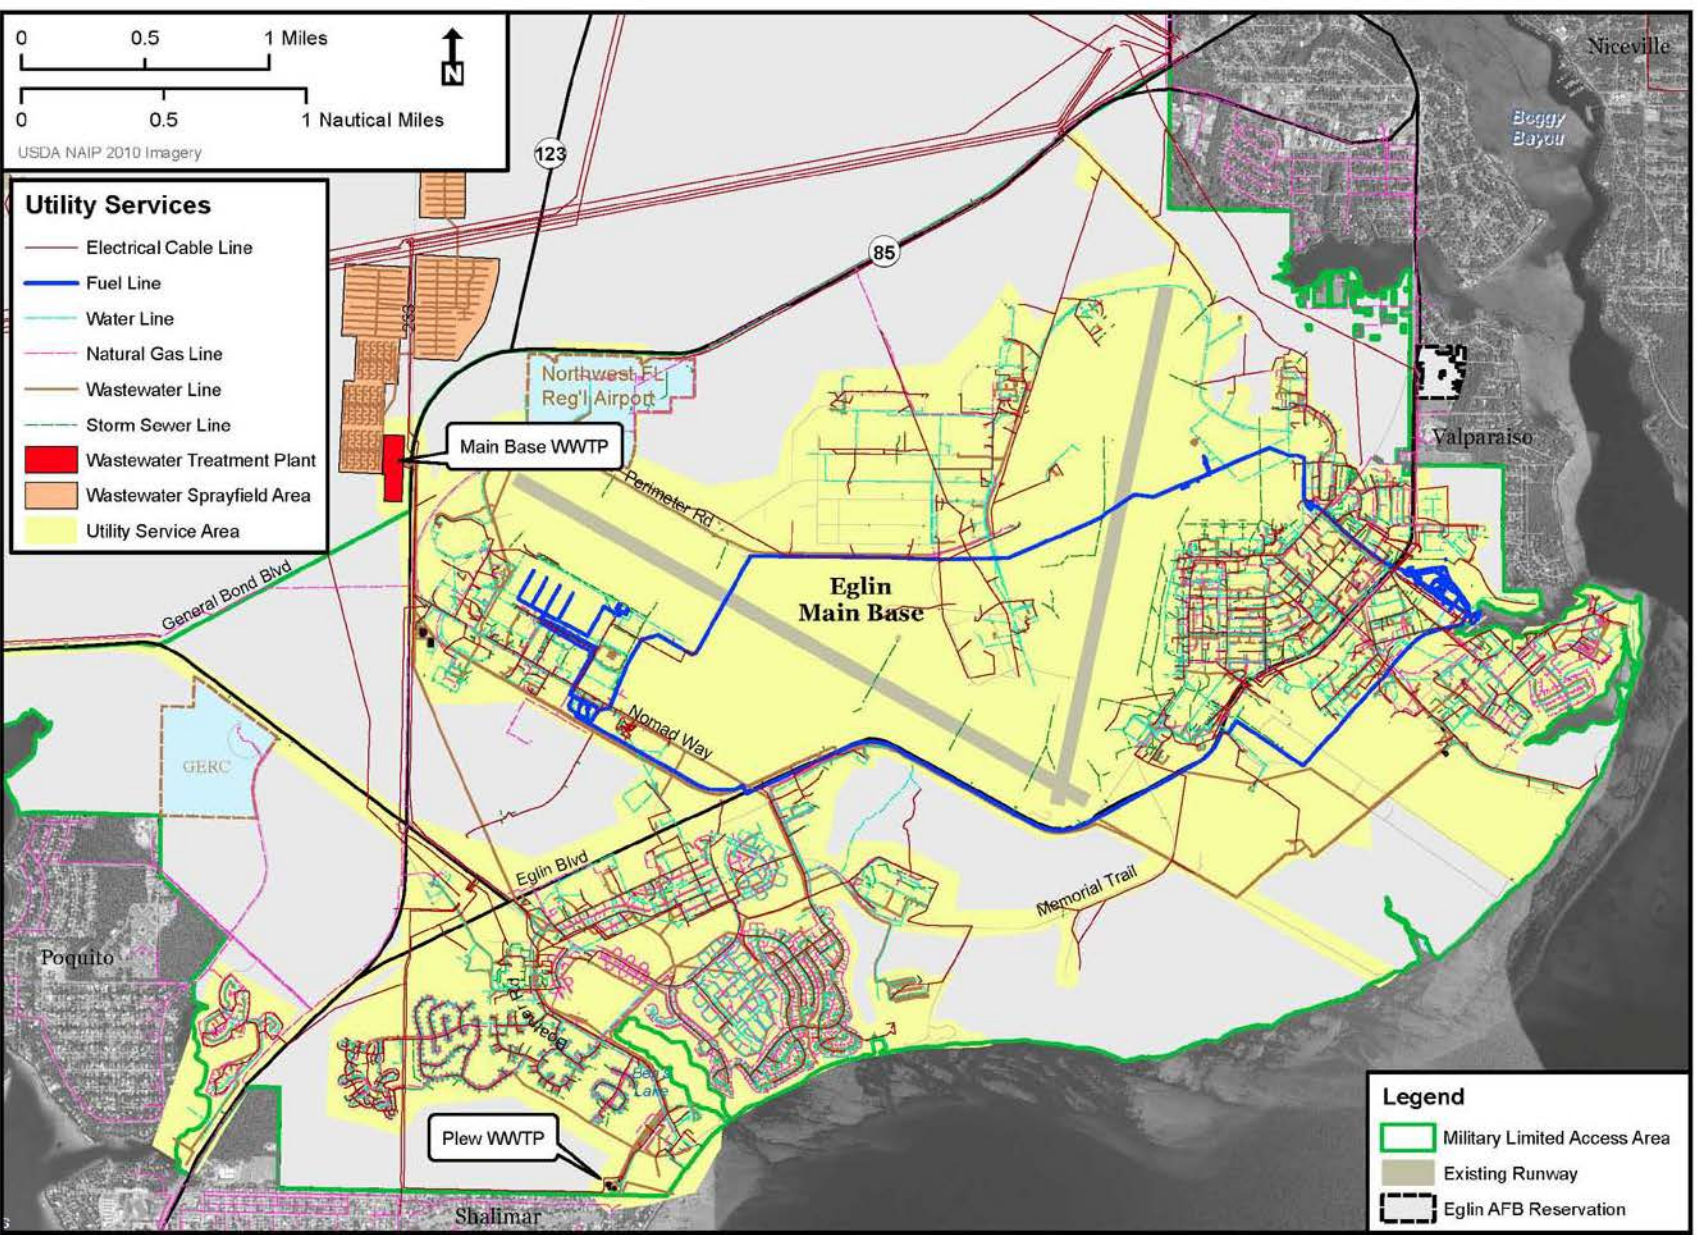 0 0.5 1 Miles
0 0.5 1 Nautical Miles
USDA NAIP 2010 Imagery
N
Utility Services
Electrical Cable Line
Fuel Line
Water Line
Natural Gas Line
Wastewater Line
Storm Sewer Line
Wastewater Treatment Plant
Wastewater Sprayfield Area
Utility Service Area
Niceville
Boggy
Bayou
123
85
Northwest FL
Reg'l Airport
Main Base WWTP
Valparaiso
Perimeter Rd
General Bond Blvd
Eglin
Main Base
Nomad Way
GERC
Eglin Blvd
Memorial Trail
Poquito
Boatner Rd
Ben's
Lake
Plew WWTP
Shalimar
Legend
Military Limited Access Area
Existing Runway
Eglin AFB Reservation